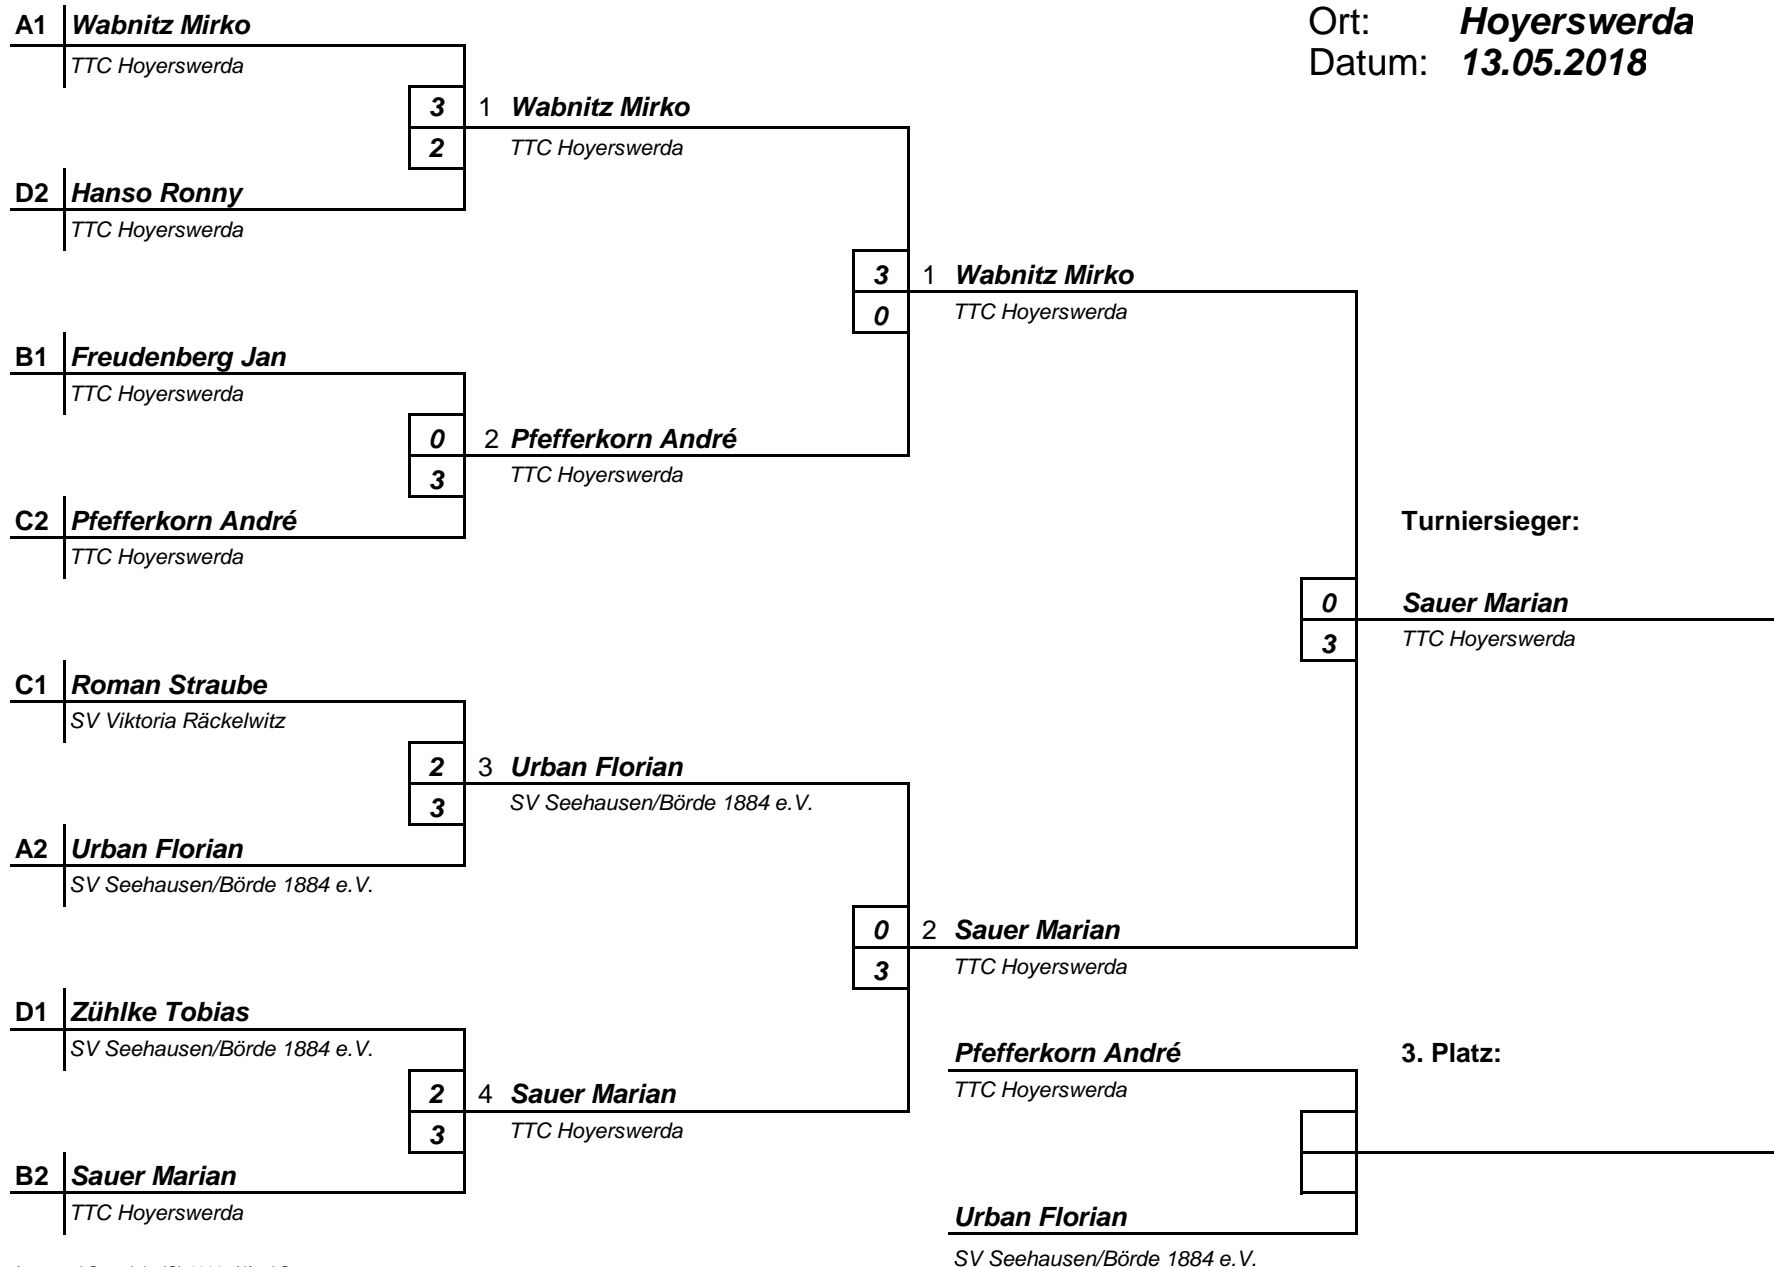 A1 Wabnitz Mirko
Ort: Hoyerswerda
TTC Hoyerswerda
Datum: 13.05.2018
3 1 Wabnitz Mirko
2 TTC Hoyerswerda
D2 Hanso Ronny
TTC Hoyerswerda
3 1 Wabnitz Mirko
0 TTC Hoyerswerda
B1 Freudenberg Jan
TTC Hoyerswerda
0 2 Pfefferkorn André
3 TTC Hoyerswerda
C2 Pfefferkorn André
Turniersieger:
TTC Hoyerswerda
0 Sauer Marian
3 TTC Hoyerswerda
C1 Roman Straube
SV Viktoria Räckelwitz
2 3 Urban Florian
3 SV Seehausen/Börde 1884 e.V.
A2 Urban Florian
SV Seehausen/Börde 1884 e.V.
0 2 Sauer Marian
3 TTC Hoyerswerda
D1 Zühlke Tobias
SV Seehausen/Börde 1884 e.V.
Pfefferkorn André
3. Platz:
2 4 Sauer Marian
TTC Hoyerswerda
3 TTC Hoyerswerda
B2 Sauer Marian
TTC Hoyerswerda
Urban Florian
SV Seehausen/Börde 1884 e.V.